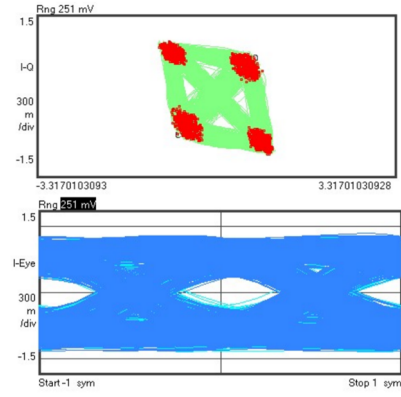 Rng 251 mV
1.5
I-Q
300
m
/div
-1.5
-3.31701030093
3.31701030928
Rng 251 mV
1.5
I-Eye
300
m
/div
-1.5
Start -1 sym
Stop 1 sym